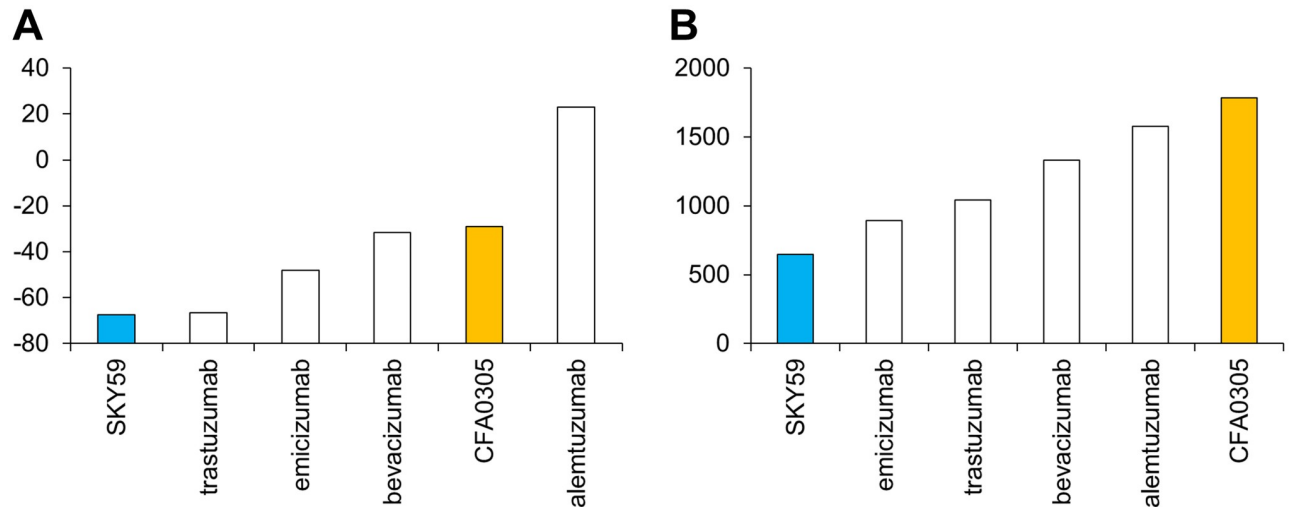 A
40
20
0
-20
-40
-60
-80
SKY59
trastuzumab
emicizumab
bevacizumab
CFA0305
alemtuzumab
B
2000
1500
1000
500
0
SKY59
emicizumab
trastuzumab
bevacizumab
alemtuzumab
CFA0305